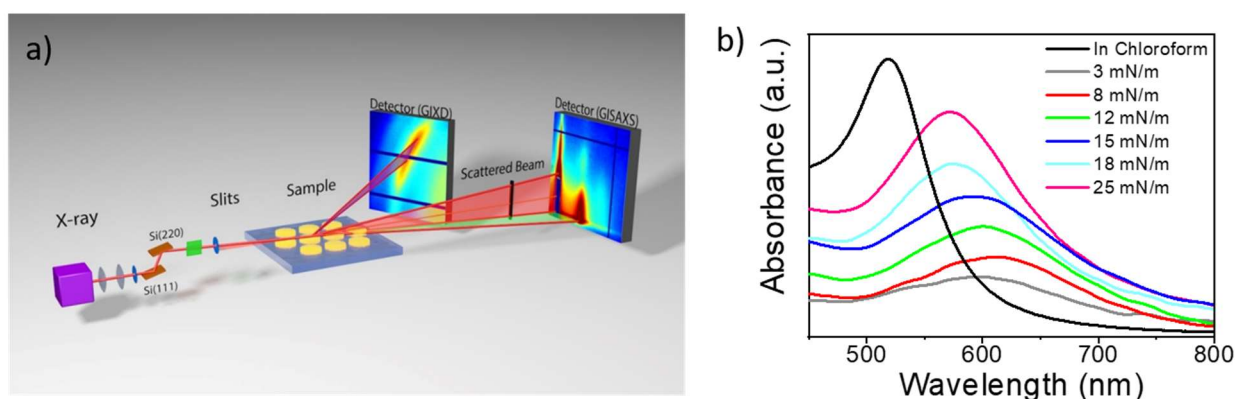 a)
X-ray
Si(111)
Si(220)
Slits
Sample
Detector (GIXD)
Scattered Beam
Detector (GISAXS)
b)
Absorbance (a.u.)
In Chloroform
3 mN/m
8 mN/m
12 mN/m
15 mN/m
18 mN/m
25 mN/m
500
600
700
800
Wavelength (nm)